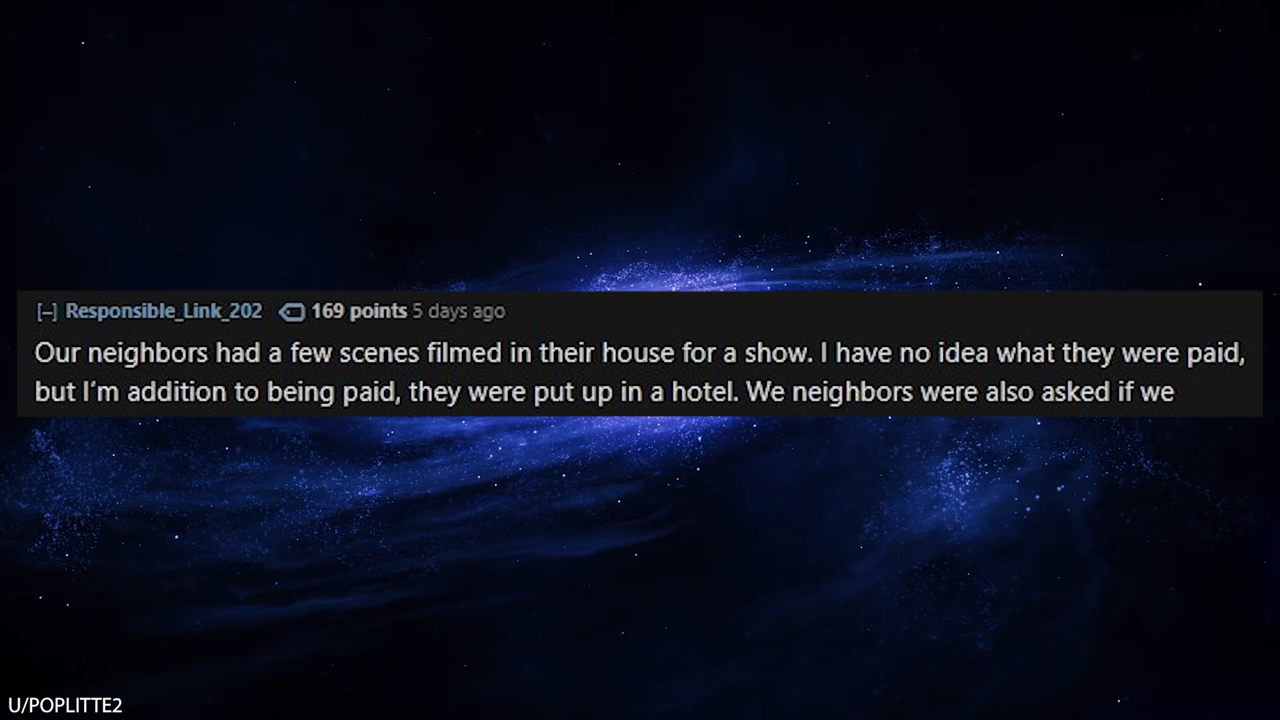 [–] Responsible_Link_202 169 points 5 days ago
Our neighbors had a few scenes filmed in their house for a show. I have no idea what they were paid,
but I'm addition to being paid, they were put up in a hotel. We neighbors were also asked if we
U/POPLITTE2